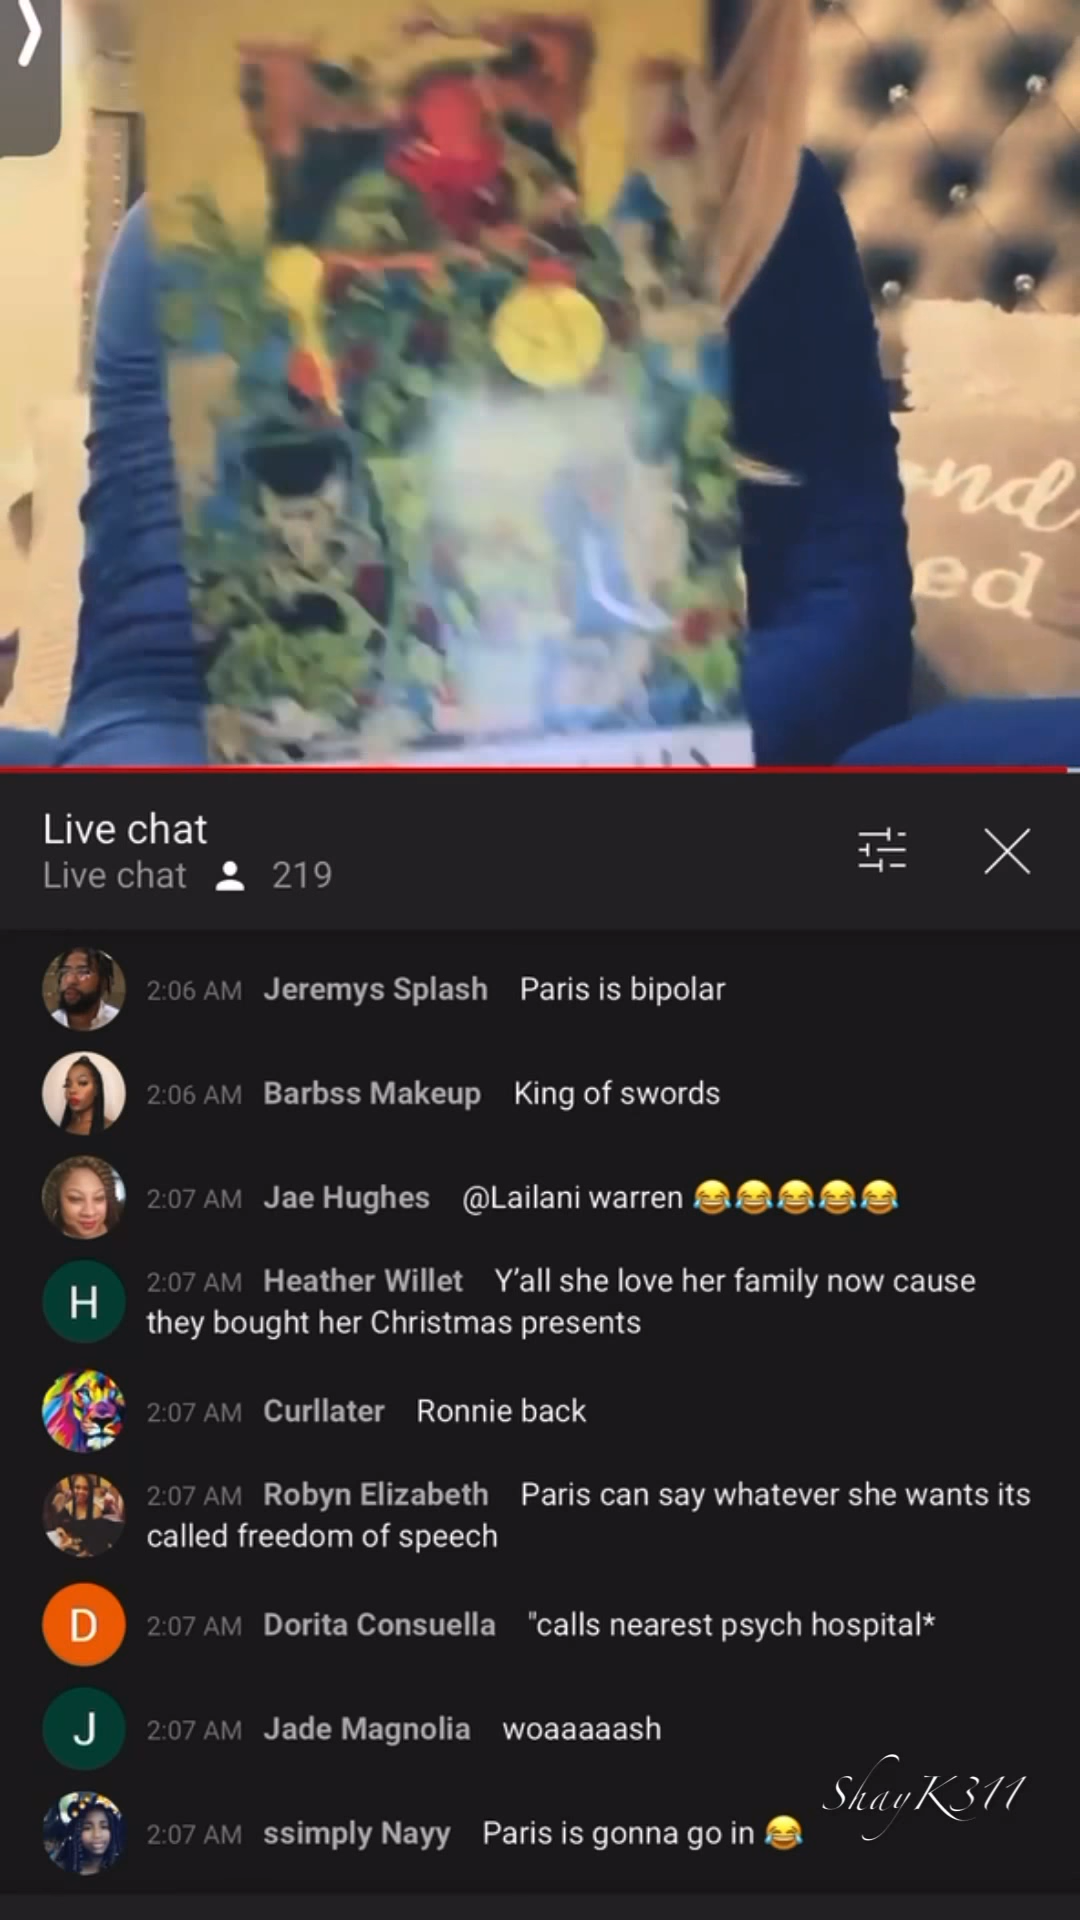 nd
ed
Live chat
Live chat 219
2:06 AM Jeremys Splash Paris is bipolar
2:06 AM Barbss Makeup King of swords
2:07 AM Jae Hughes @Lailani warren 😂😂😂😂😂
2:07 AM Heather Willet Y’all she love her family now cause
they bought her Christmas presents
2:07 AM Curllater Ronnie back
2:07 AM Robyn Elizabeth Paris can say whatever she wants its
called freedom of speech
2:07 AM Dorita Consuella "calls nearest psych hospital*
2:07 AM Jade Magnolia woaaaaash
ShayK311
2:07 AM ssimply Nayy Paris is gonna go in 😂